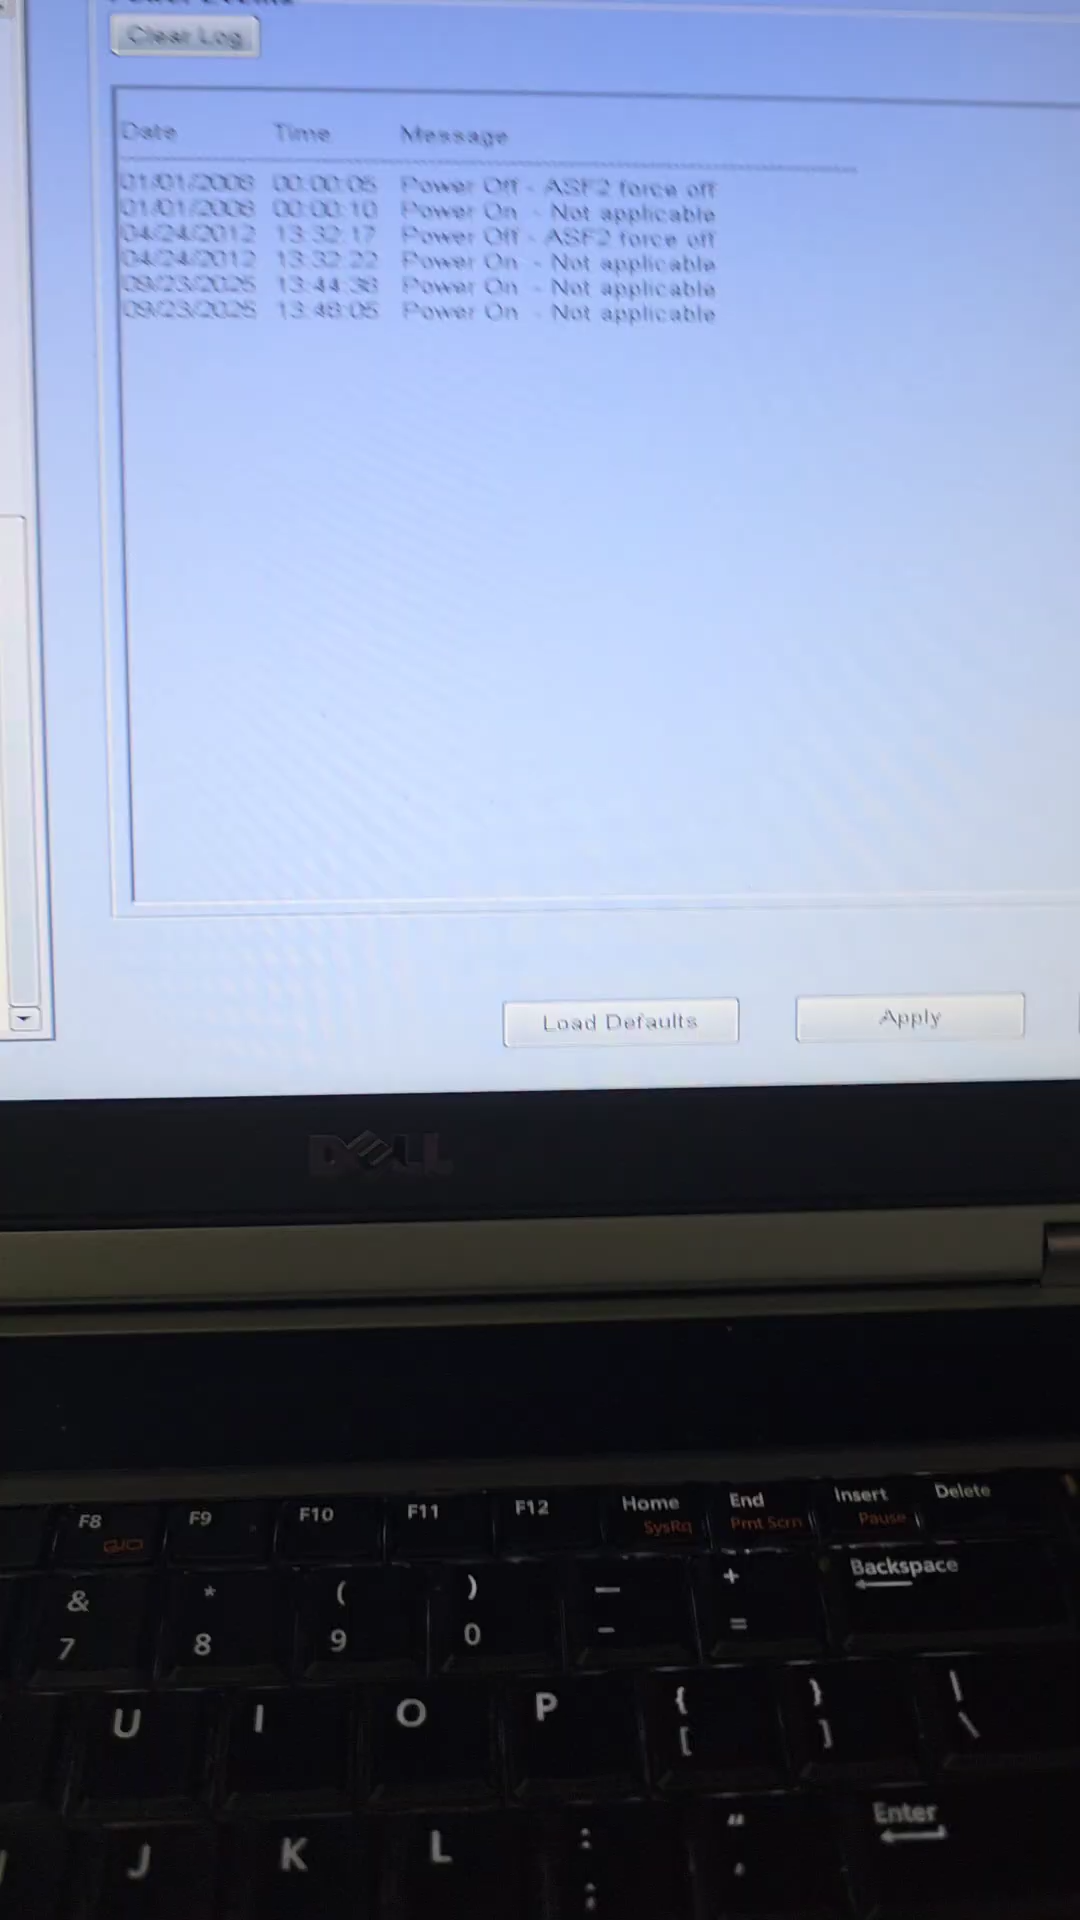 Power Events
Clear Log
Date Time Message
01/01/2008 00:00:05 Power Off - ASF2 force off
01/01/2008 00:00:10 Power On - Not applicable
04/24/2012 13:32:17 Power Off - ASF2 force off
04/24/2012 13:32:22 Power On - Not applicable
09/23/2025 13:44:38 Power On - Not applicable
09/23/2025 13:48:05 Power On - Not applicable
Load Defaults Apply
DELL
F8 F9 F10 F11 F12 Home End Insert Delete
SysRq Prnt Scrn Pause
& * ( ) — + Backspace
7 8 9 0 - =
U I O P { } |
[ ] \
J K L : “ Enter
; '